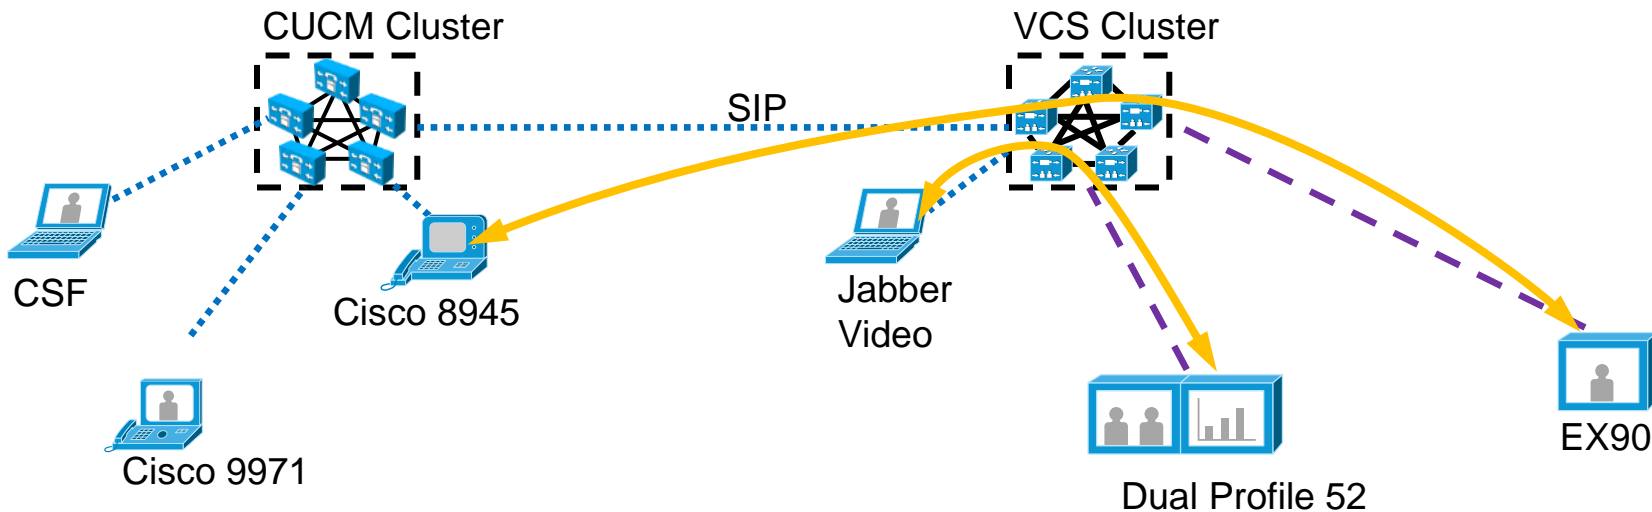 CUCM Cluster
VCS Cluster
SIP
CSF
Cisco 8945
Jabber
Video
Cisco 9971
EX90
Dual Profile 52